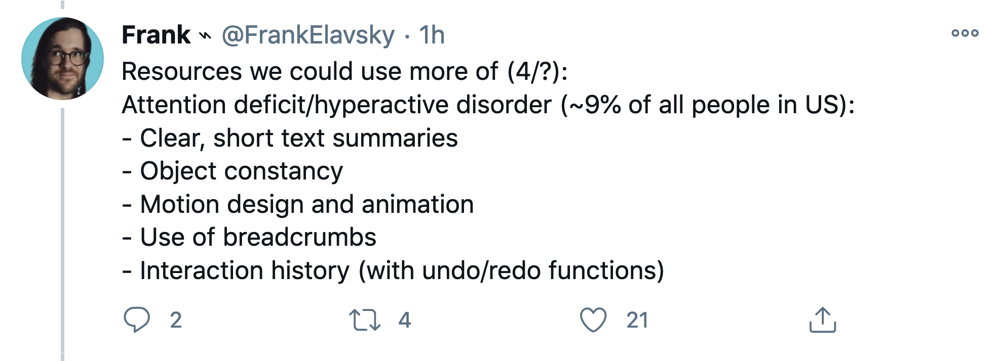 Frank @FrankElavsky · 1h
Resources we could use more of (4/?):
Attention deficit/hyperactive disorder (~9% of all people in US):
- Clear, short text summaries
- Object constancy
- Motion design and animation
- Use of breadcrumbs
- Interaction history (with undo/redo functions)
2 4 21